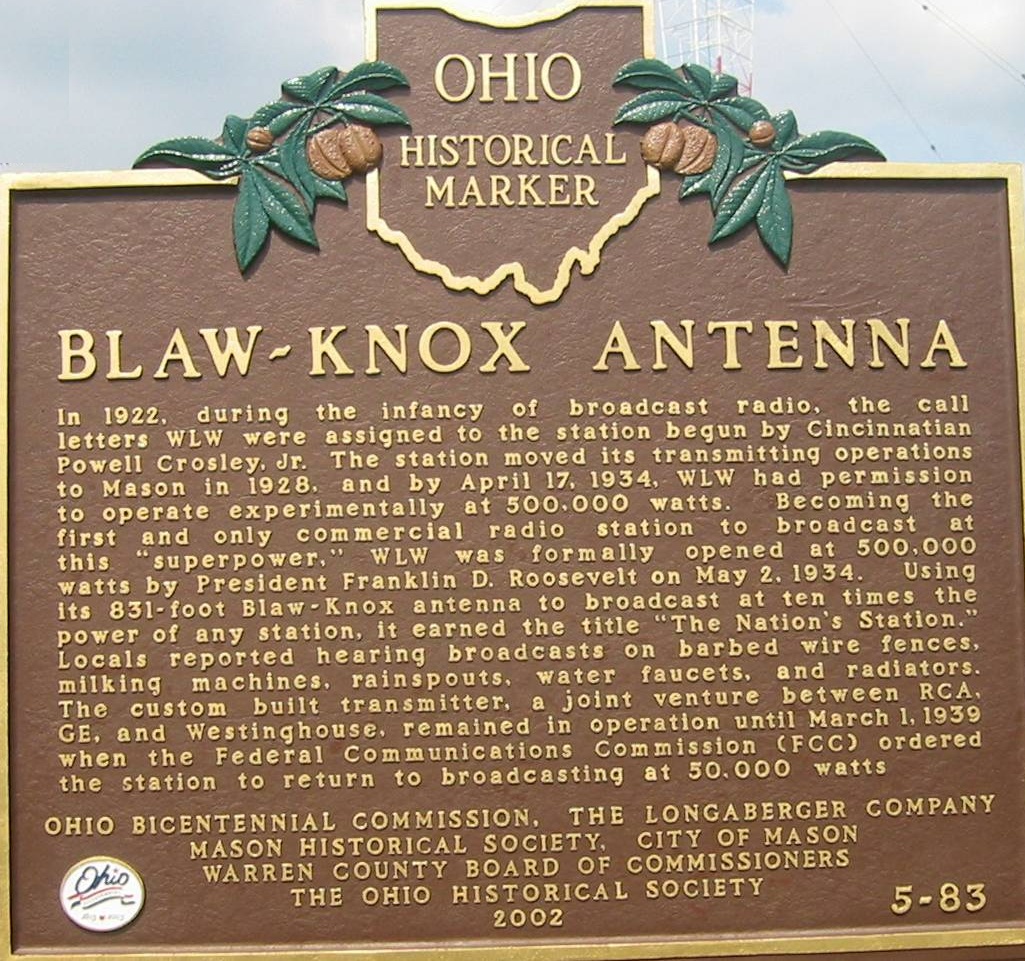 OHIO
HISTORICAL
MARKER
BLAW-KNOX ANTENNA
In 1922, during the infancy of broadcast radio, the call
letters WLW were assigned to the station begun by Cincinnatian
Powell Crosley, Jr. The station moved its transmitting operations
to Mason in 1928, and by April 17, 1934, WLW had permission
to operate experimentally at 500,000 watts. Becoming the
first and only commercial radio station to broadcast at
this "superpower," WLW was formally opened at 500,000
watts by President Franklin D. Roosevelt on May 2, 1934. Using
its 831-foot Blaw-Knox antenna to broadcast at ten times the
power of any station, it earned the title "The Nation's Station."
Locals reported hearing broadcasts on barbed wire fences,
milking machines, rainspouts, water faucets, and radiators.
The custom built transmitter, a joint venture between RCA,
GE, and Westinghouse, remained in operation until March 1, 1939
when the Federal Communications Commission (FCC) ordered
the station to return to broadcasting at 50,000 watts
OHIO BICENTENNIAL COMMISSION, THE LONGABERGER COMPANY
MASON HISTORICAL SOCIETY, CITY OF MASON
WARREN COUNTY BOARD OF COMMISSIONERS
THE OHIO HISTORICAL SOCIETY
2002
5-83
Ohio